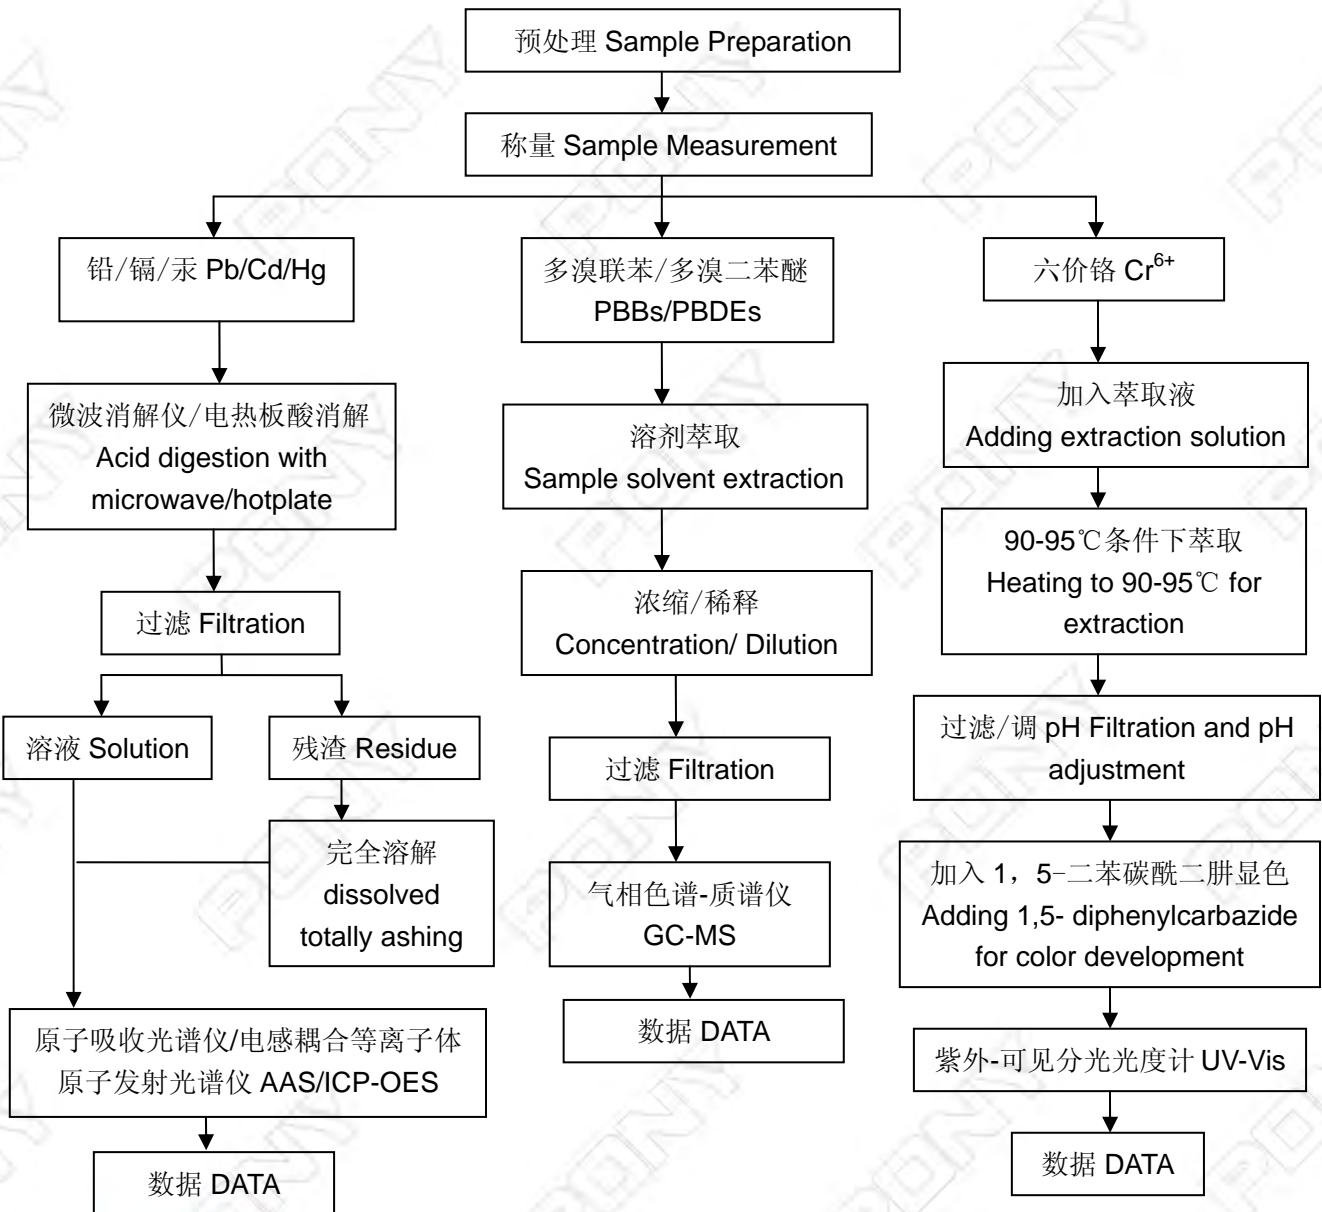 预处理 Sample Preparation
称量 Sample Measurement
铅/镉/汞 Pb/Cd/Hg
微波消解仪/电热板酸消解
Acid digestion with
microwave/hotplate
过滤 Filtration
溶液 Solution
残渣 Residue
完全溶解
dissolved
totally ashing
原子吸收光谱仪/电感耦合等离子体
原子发射光谱仪 AAS/ICP-OES
数据 DATA
多溴联苯/多溴二苯醚
PBBs/PBDEs
溶剂萃取
Sample solvent extraction
浓缩/稀释
Concentration/ Dilution
过滤 Filtration
气相色谱-质谱仪
GC-MS
数据 DATA
六价铬 Cr⁶⁺
加入萃取液
Adding extraction solution
90-95℃条件下萃取
Heating to 90-95℃ for
extraction
过滤/调 pH Filtration and pH
adjustment
加入 1，5-二苯碳酰二肼显色
Adding 1,5- diphenylcarbazide
for color development
紫外-可见分光光度计 UV-Vis
数据 DATA
PONY